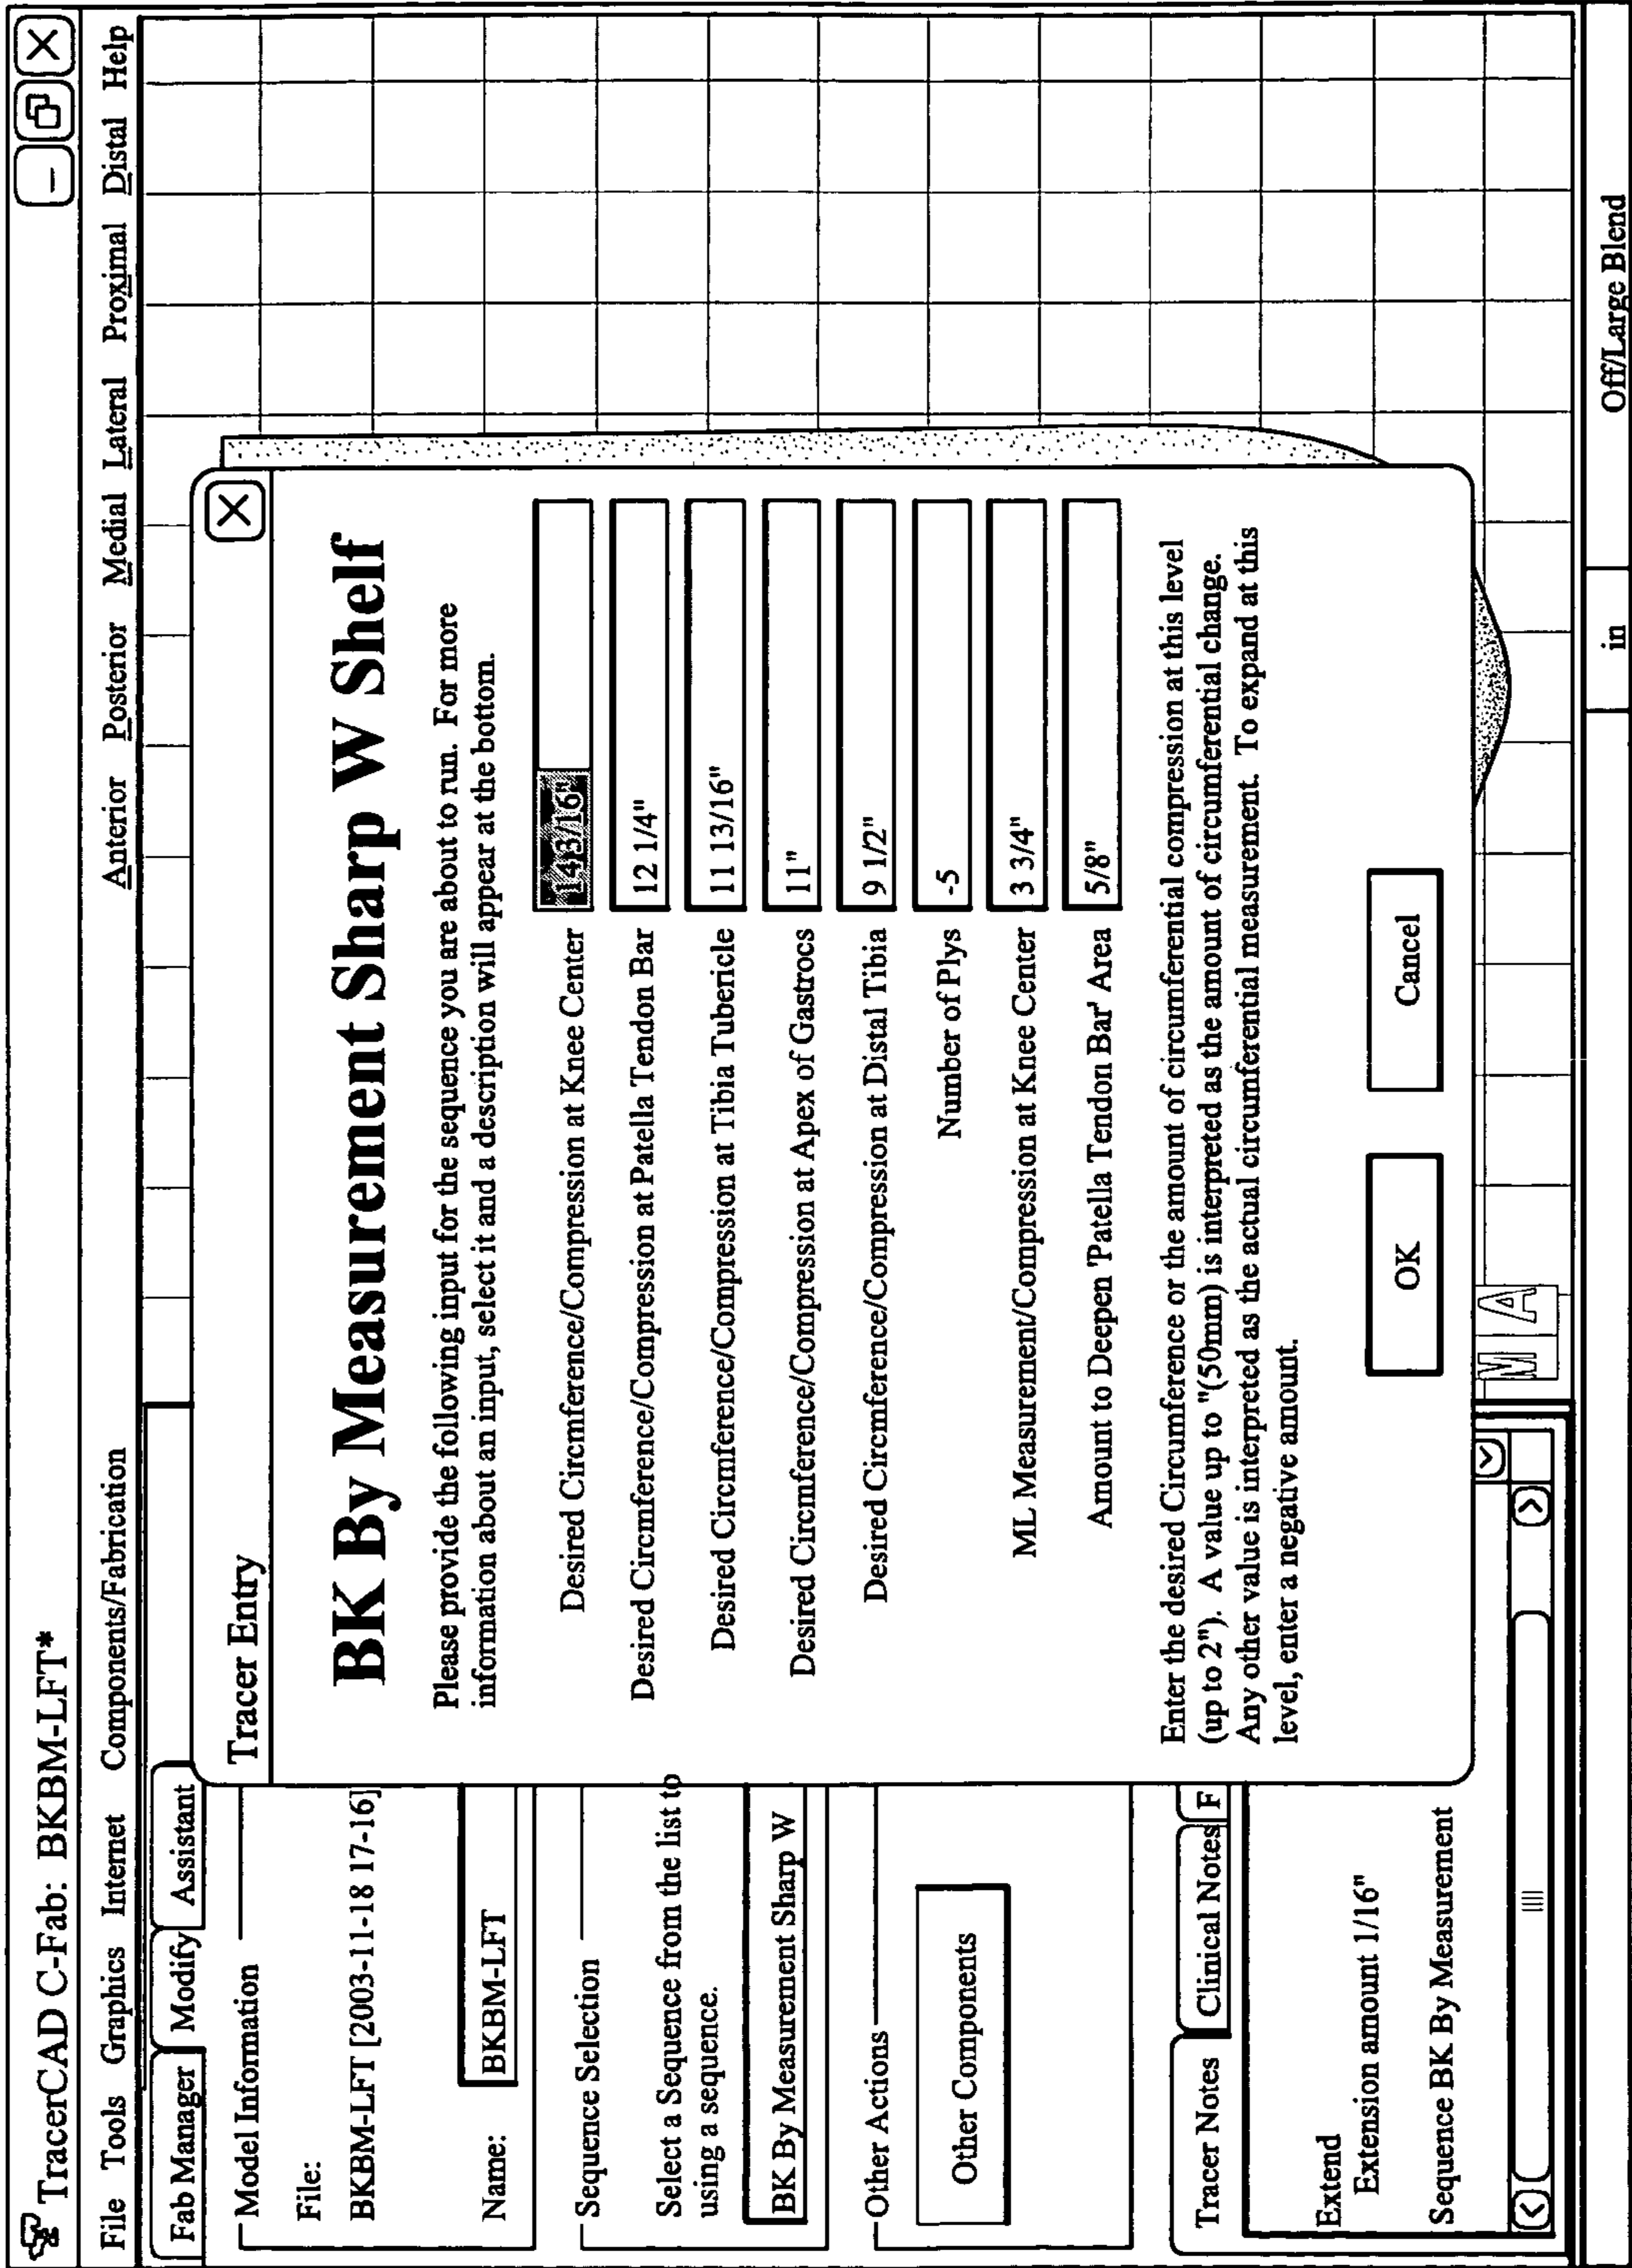 TracerCAD C-Fab: BKBM-LFT*
File Tools Graphics Internet Components/Fabrication Anterior Posterior Medial Lateral Proximal Distal Help
Fab Manager Modify Assistant
Model Information
File:
BKBM-LFT [2003-11-18 17-16]
Name: BKBM-LFT
Sequence Selection
Select a Sequence from the list to
using a sequence.
BK By Measurement Sharp W
Other Actions
Other Components
Tracer Notes Clinical Notes F
Extend
Extension amount 1/16"
Sequence BK By Measurement
Tracer Entry
BK By Measurement Sharp W Shelf
Please provide the following input for the sequence you are about to run. For more
information about an input, select it and a description will appear at the bottom.
Desired Circmference/Compression at Knee Center 14 3/16"
Desired Circmference/Compression at Patella Tendon Bar 12 1/4"
Desired Circmference/Compression at Tibia Tubericle 11 13/16"
Desired Circmference/Compression at Apex of Gastrocs 11"
Desired Circmference/Compression at Distal Tibia 9 1/2"
Number of Plys -5
ML Measurement/Compression at Knee Center 3 3/4"
Amount to Deepen 'Patella Tendon Bar' Area 5/8"
Enter the desired Circumference or the amount of circumferential compression at this level
(up to 2"). A value up to "(50mm) is interpreted as the amount of circumferential change.
Any other value is interpreted as the actual circumferential measurement. To expand at this
level, enter a negative amount.
OK Cancel
M A
in Off/Large Blend